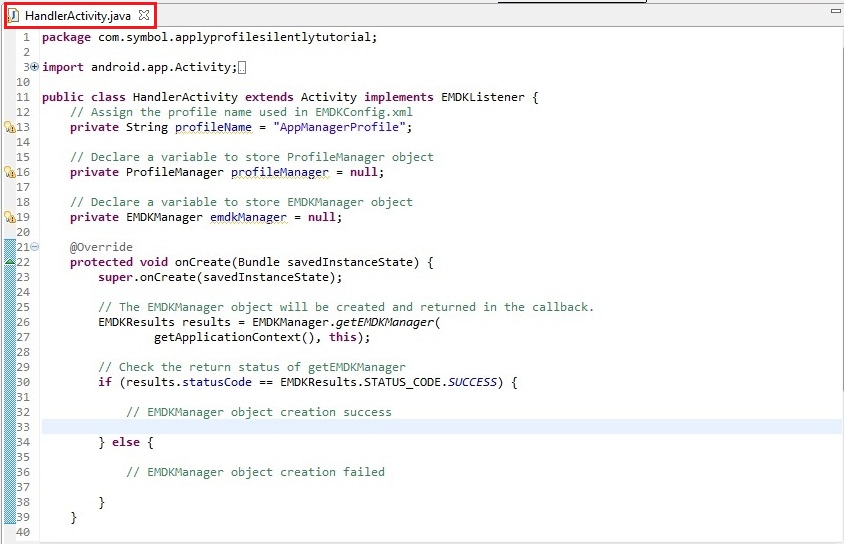 HandlerActivity.java
1 package com.symbol.applyprofilesilentlytutorial;
2
3 import android.app.Activity;
10
11 public class HandlerActivity extends Activity implements EMDKListener {
12     // Assign the profile name used in EMDKConfig.xml
13     private String profileName = "AppManagerProfile";
14
15     // Declare a variable to store ProfileManager object
16     private ProfileManager profileManager = null;
17
18     // Declare a variable to store EMDKManager object
19     private EMDKManager emdkManager = null;
20
21     @Override
22     protected void onCreate(Bundle savedInstanceState) {
23         super.onCreate(savedInstanceState);
24
25         // The EMDKManager object will be created and returned in the callback.
26         EMDKResults results = EMDKManager.getEMDKManager(
27                 getApplicationContext(), this);
28
29         // Check the return status of getEMDKManager
30         if (results.statusCode == EMDKResults.STATUS_CODE.SUCCESS) {
31
32             // EMDKManager object creation success
33
34         } else {
35
36             // EMDKManager object creation failed
37
38         }
39     }
40